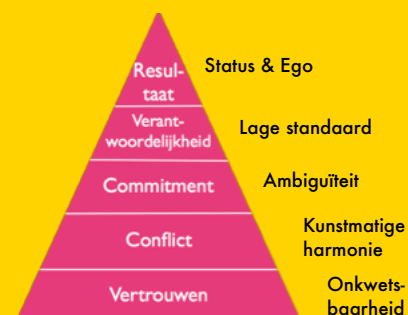 Resul-
taat
Status & Ego
Verant-
woordelijkheid
Lage standaard
Commitment
Ambiguïteit
Conflict
Kunstmatige
harmonie
Vertrouwen
Onkwets-
baarheid